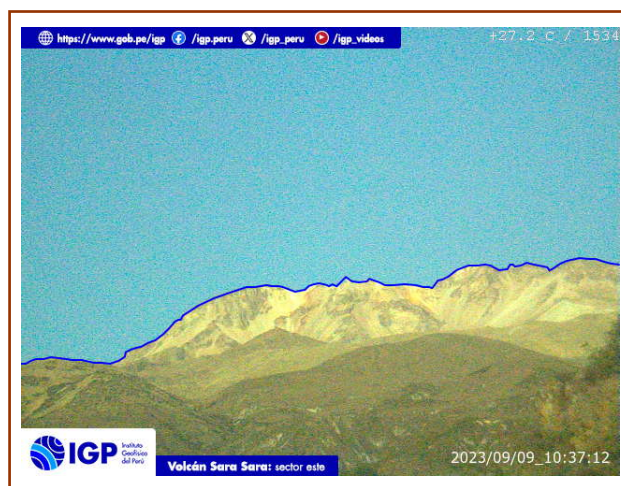 https://www.gob.pe/igp /igp.peru /igp_peru /igp_videos
+27.2 C / 1534
IGP
Instituto
Geofísico
del Perú
Volcán Sara Sara: sector este
2023/09/09_10:37:12